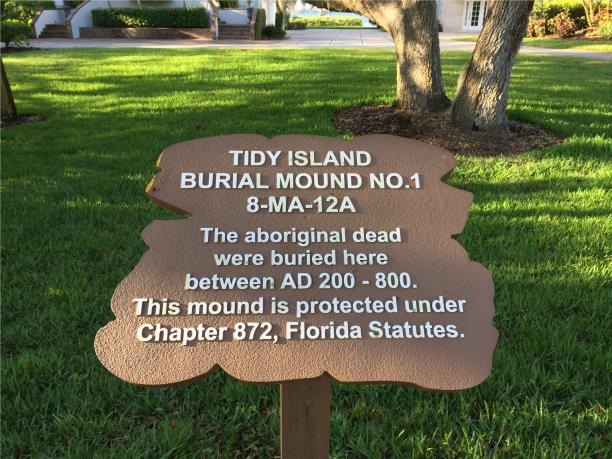 TIDY ISLAND
BURIAL MOUND NO.1
8-MA-12A
The aboriginal dead
were buried here
between AD 200 - 800.
This mound is protected under
Chapter 872, Florida Statutes.